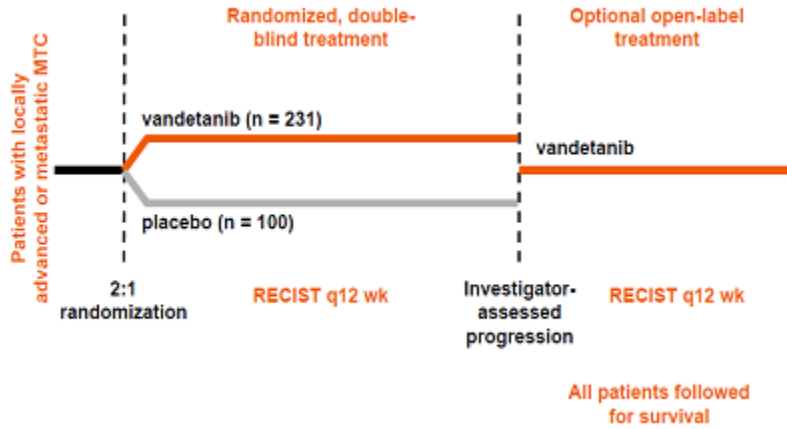 Patients with locally
advanced or metastatic MTC
Randomized, double-
blind treatment
Optional open-label
treatment
vandetanib (n = 231)
vandetanib
placebo (n = 100)
2:1
randomization
RECIST q12 wk
Investigator-
assessed
progression
RECIST q12 wk
All patients followed
for survival